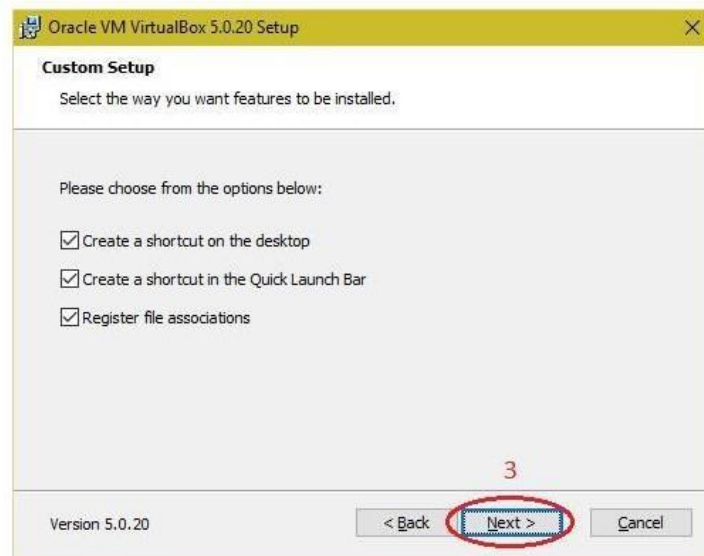 Oracle VM VirtualBox 5.0.20 Setup
Custom Setup
Select the way you want features to be installed.
Please choose from the options below:
Create a shortcut on the desktop
Create a shortcut in the Quick Launch Bar
Register file associations
3
Version 5.0.20 < Back Next > Cancel